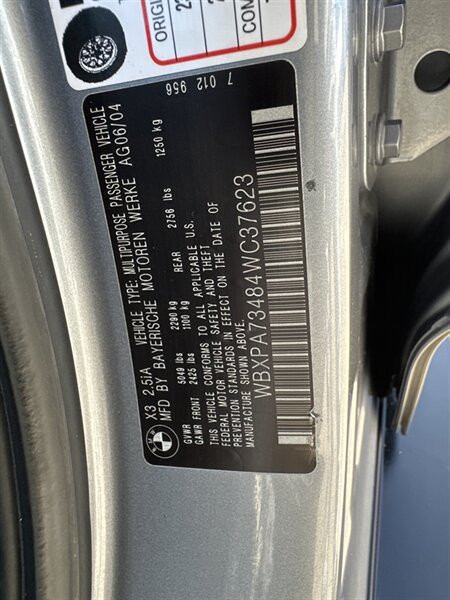 ORIGI
COM
7 012 956
X3 2.5iA VEHICLE TYPE: MULTIPURPOSE PASSENGER VEHICLE
MFD BY BAYERISCHE MOTOREN WERKE AG06/04
GVWR 5049 lbs 2290 kg
GAWR FRONT 2425 lbs 1100 kg REAR 2756 lbs 1250 kg
THIS VEHICLE CONFORMS TO ALL APPLICABLE U.S.
FEDERAL MOTOR VEHICLE SAFETY AND THEFT
PREVENTION STANDARDS IN EFFECT ON THE DATE OF
MANUFACTURE SHOWN ABOVE.
WBXPA73484WC37623